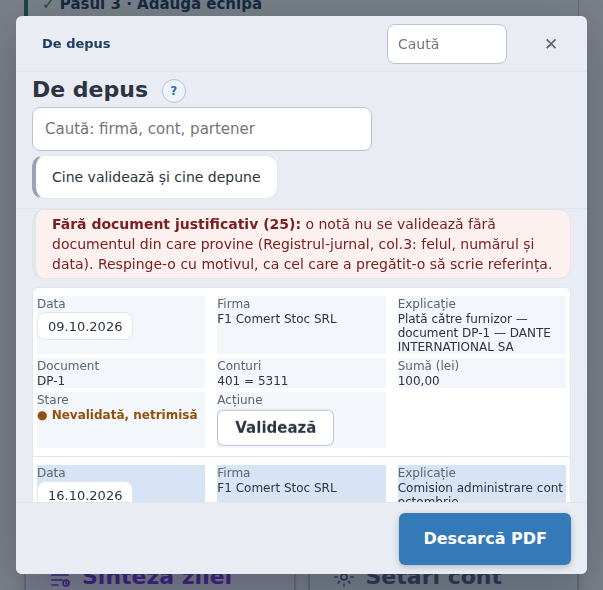 ✓ Pasul 3 · Adaugă echipa
De depus
Caută
✕
De depus
?
Caută: firmă, cont, partener
Cine validează și cine depune
Fără document justificativ (25): o notă nu se validează fără
documentul din care provine (Registrul-jurnal, col.3: felul, numărul și
data). Respinge-o cu motivul, ca cel care a pregătit-o să scrie referința.
Data
09.10.2026
Firma
F1 Comert Stoc SRL
Explicație
Plată către furnizor —
document DP-1 — DANTE
INTERNATIONAL SA
Document
DP-1
Conturi
401 = 5311
Sumă (lei)
100,00
Stare
● Nevalidată, netrimisă
Acțiune
Validează
Data
16.10.2026
Firma
F1 Comert Stoc SRL
Explicație
Comision administrare cont
octombrie
Descarcă PDF
Sinteza zilei
Setări cont